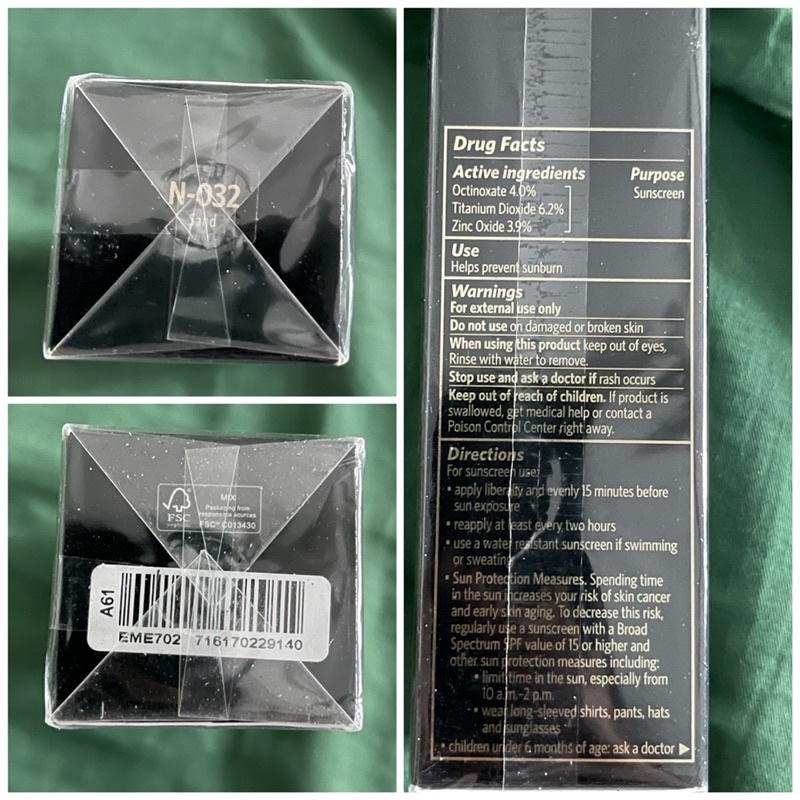 N-032
Sand
FSC
MIX
Packaging from
responsible sources
FSC® C013430
A61
EME702 716170229140
Drug Facts
Active ingredients Purpose
Octinoxate 4.0% Sunscreen
Titanium Dioxide 6.2%
Zinc Oxide 3.9%
Use
Helps prevent sunburn
Warnings
For external use only
Do not use on damaged or broken skin
When using this product keep out of eyes.
Rinse with water to remove.
Stop use and ask a doctor if rash occurs
Keep out of reach of children. If product is
swallowed, get medical help or contact a
Poison Control Center right away.
Directions
For sunscreen use:
• apply liberally and evenly 15 minutes before
sun exposure
• reapply at least every two hours
• use a water resistant sunscreen if swimming
or sweating
• Sun Protection Measures. Spending time
in the sun increases your risk of skin cancer
and early skin aging. To decrease this risk,
regularly use a sunscreen with a Broad
Spectrum SPF value of 15 or higher and
other sun protection measures including:
• limit time in the sun, especially from
10 a.m.–2 p.m.
• wear long-sleeved shirts, pants, hats
and sunglasses
• children under 6 months of age: ask a doctor ▶